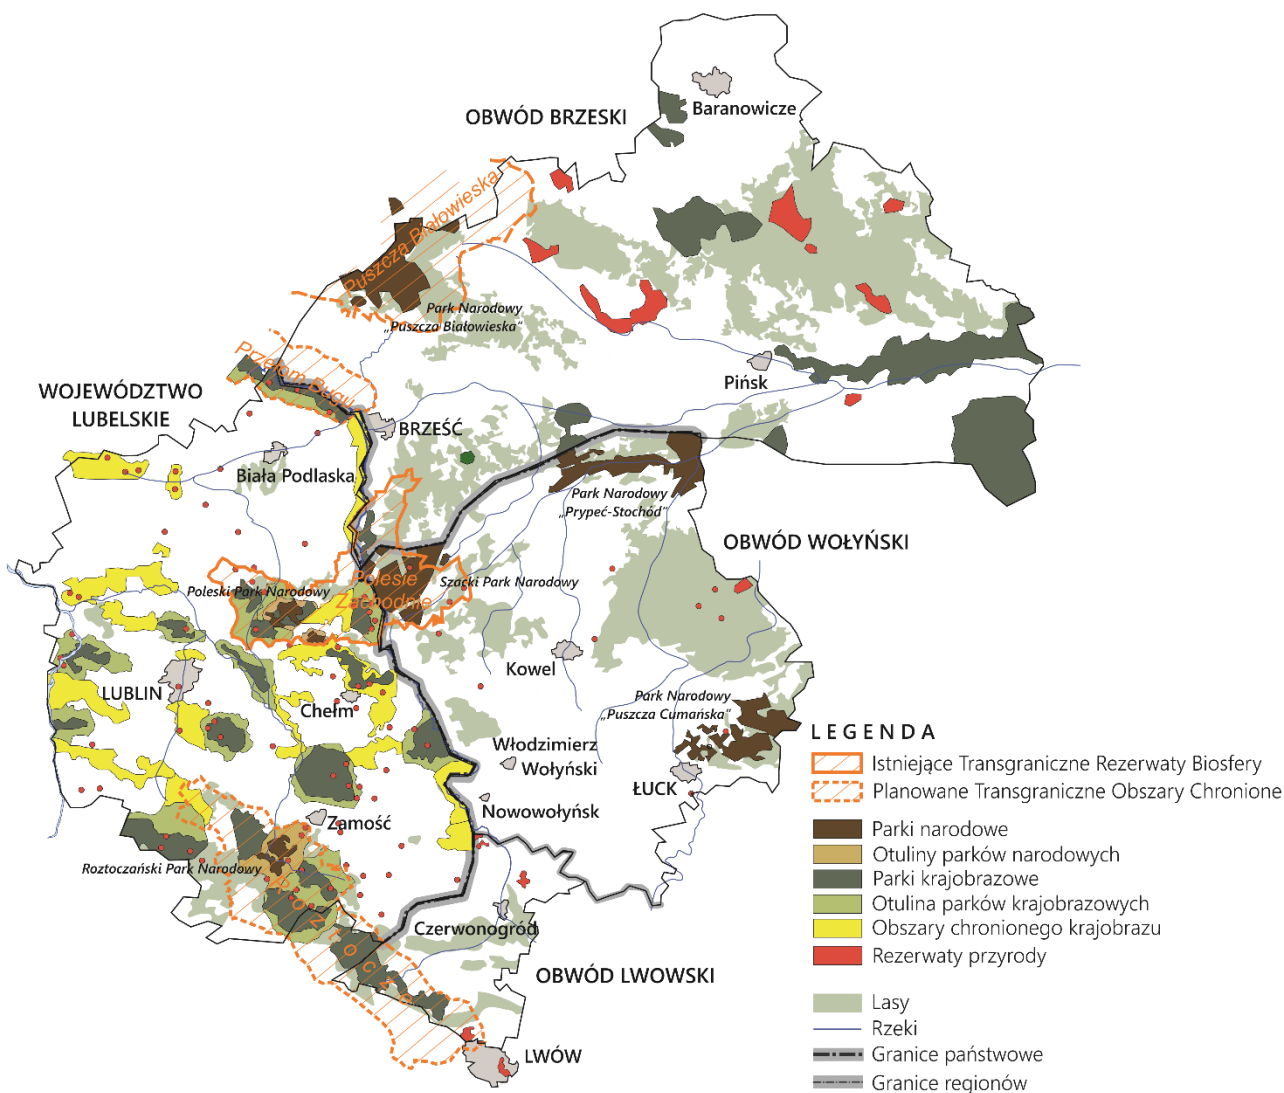 Baranowicze
OBWÓD BRZESKI
Puszcza Białowieska
Park Narodowy
„Puszcza Białowieska”
Przełom Bugu
Pińsk
WOJEWÓDZTWO
LUBELSKIE
BRZEŚĆ
Biała Podlaska
Park Narodowy
„Prypeć-Stochód”
OBWÓD WOŁYŃSKI
Poleski Park Narodowy
Polesie
Zachodnie
Szacki Park Narodowy
Kowel
LUBLIN
Chełm
Park Narodowy
„Puszcza Cumańska”
Włodzimierz
Wołyński
ŁUCK
Nowowołyńsk
Zamość
Roztoczański Park Narodowy
Roztocze
Czerwonogród
OBWÓD LWOWSKI
LWÓW
LEGENDA
Istniejące Transgraniczne Rezerwaty Biosfery
Planowane Transgraniczne Obszary Chronione
Parki narodowe
Otuliny parków narodowych
Parki krajobrazowe
Otulina parków krajobrazowych
Obszary chronionego krajobrazu
Rezerwaty przyrody
Lasy
Rzeki
Granice państwowe
Granice regionów